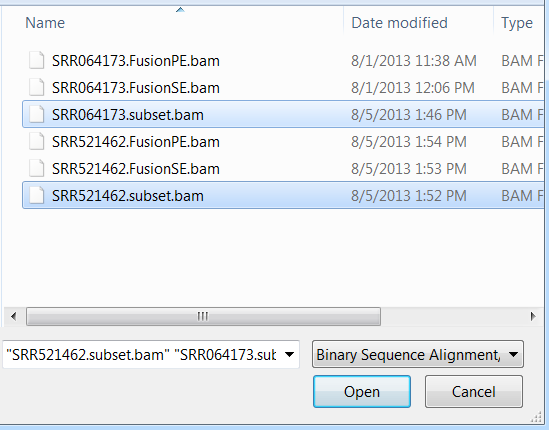 Name Date modified Type
SRR064173.FusionPE.bam 8/1/2013 11:38 AM BAM F
SRR064173.FusionSE.bam 8/1/2013 12:06 PM BAM F
SRR064173.subset.bam 8/5/2013 1:46 PM BAM F
SRR521462.FusionPE.bam 8/5/2013 1:54 PM BAM F
SRR521462.FusionSE.bam 8/5/2013 1:53 PM BAM F
SRR521462.subset.bam 8/5/2013 1:52 PM BAM F
"SRR521462.subset.bam" "SRR064173.sub Binary Sequence Alignment,
Open Cancel